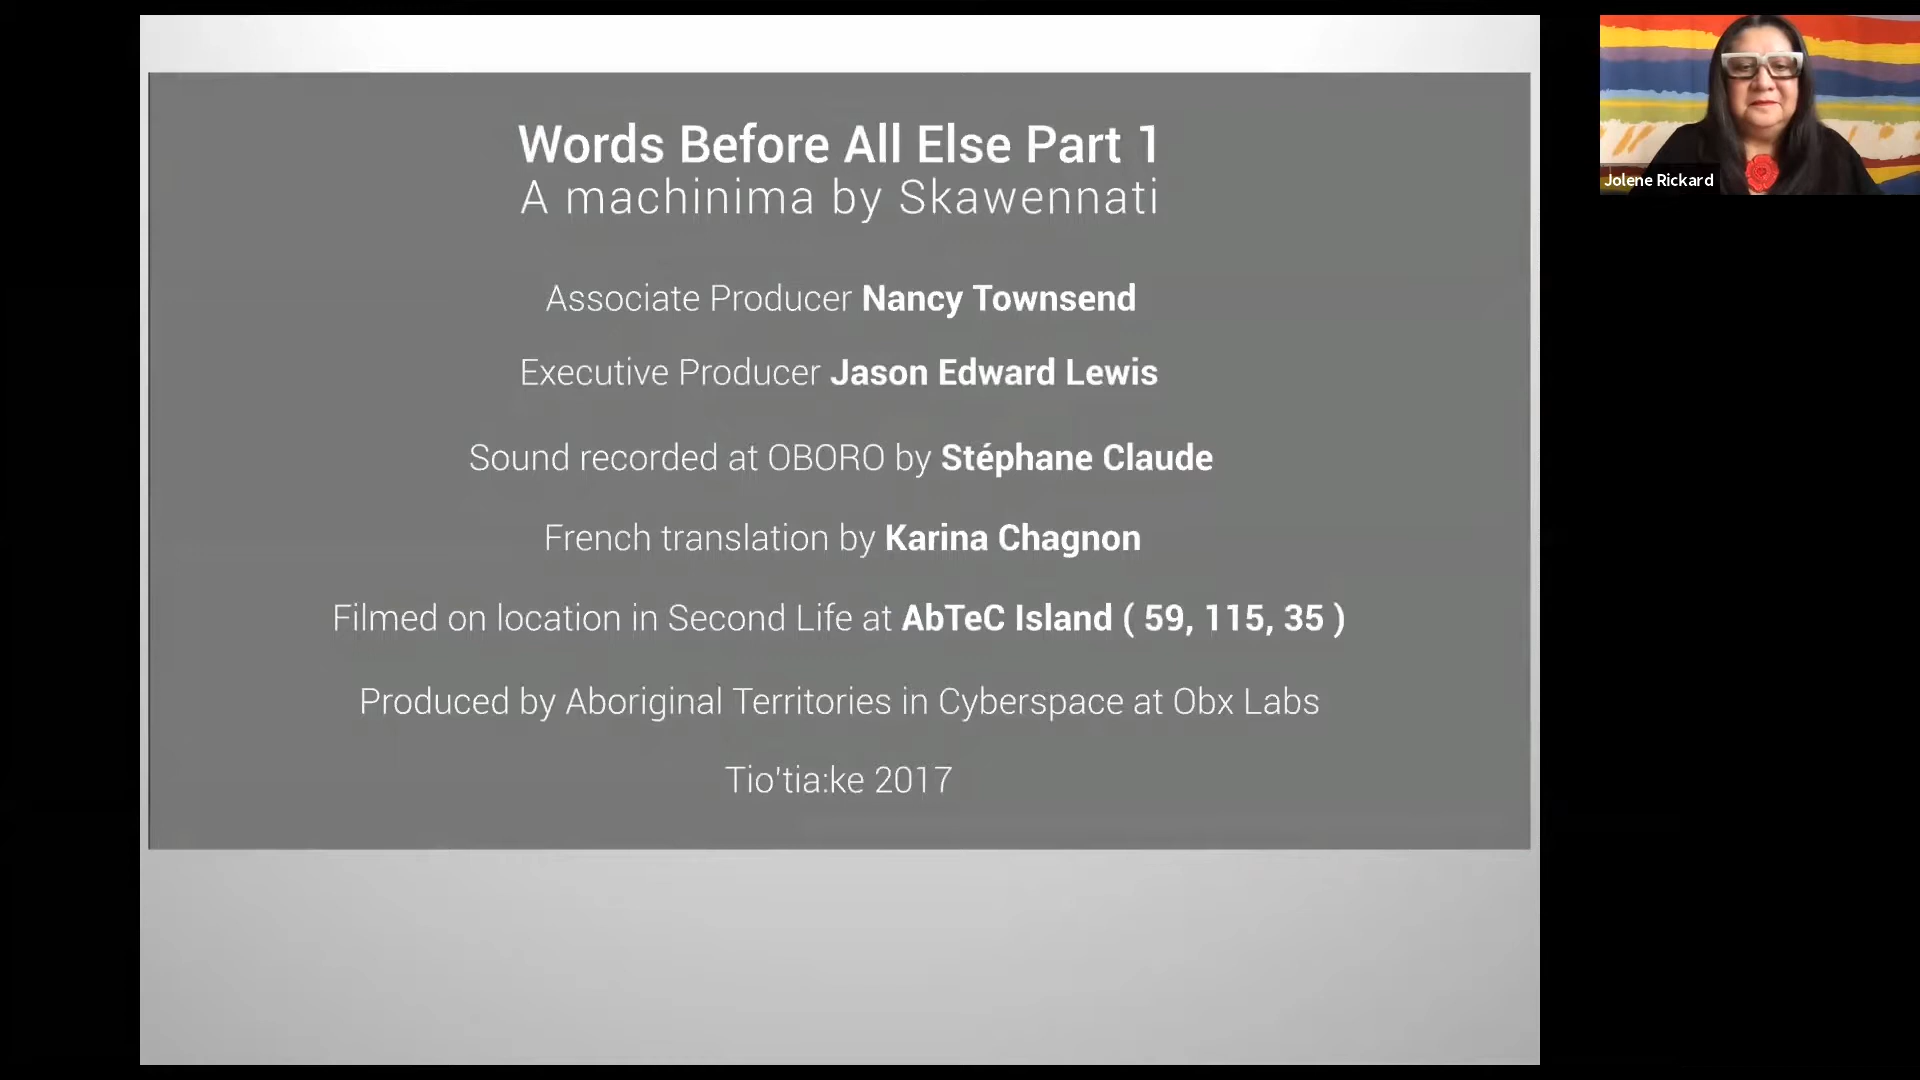 Words Before All Else Part 1
A machinima by Skawennati
Associate Producer Nancy Townsend
Executive Producer Jason Edward Lewis
Sound recorded at OBORO by Stéphane Claude
French translation by Karina Chagnon
Filmed on location in Second Life at AbTeC Island ( 59, 115, 35 )
Produced by Aboriginal Territories in Cyberspace at Obx Labs
Tio'tia:ke 2017
Jolene Rickard